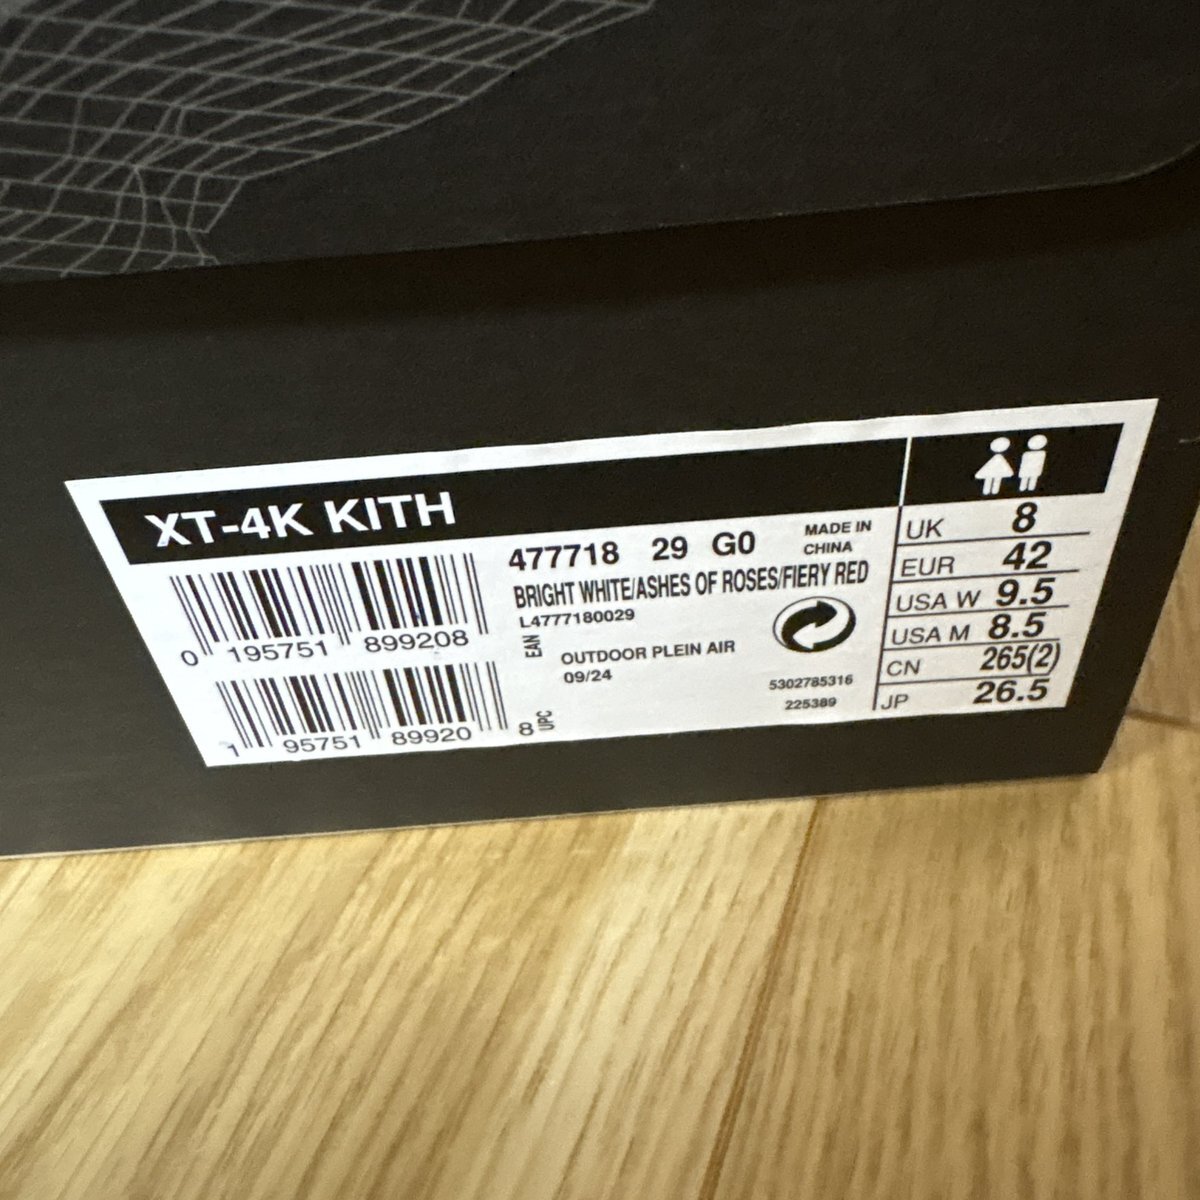 XT-4K KITH
0 195751 899208
EAN
1 95751 89920 8
UPC
477718 29 G0
BRIGHT WHITE/ASHES OF ROSES/FIERY RED
L4777180029
OUTDOOR PLEIN AIR
09/24
MADE IN
CHINA
5302785316
225389
UK 8
EUR 42
USA W 9.5
USA M 8.5
CN 265(2)
JP 26.5